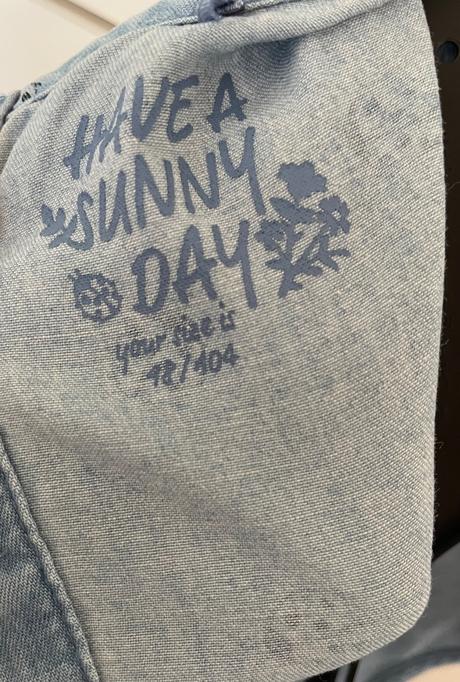 HAVE A
SUNNY
DAY
your size is
98/104